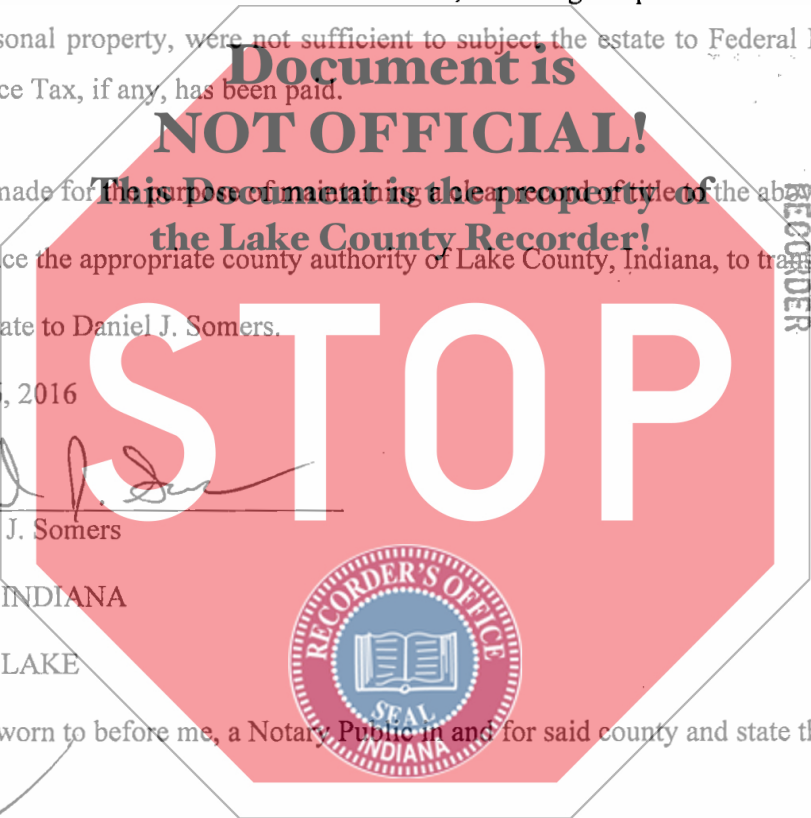 sonal property, were not sufficient to subject the estate to Federal
Document is
ce Tax, if any, has been paid.
NOT OFFICIAL!
made for the purpose of maintaining a clear record of title to the abo
This Document is the property of
the Lake County Recorder!
RECORDER
ce the appropriate county authority of Lake County, Indiana, to tran
ate to Daniel J. Somers.
STOP
, 2016
J. Somers
INDIANA
RECORDER'S OFFICE
LAKE
SEAL
INDIANA
worn to before me, a Notary Public in and for said county and state th